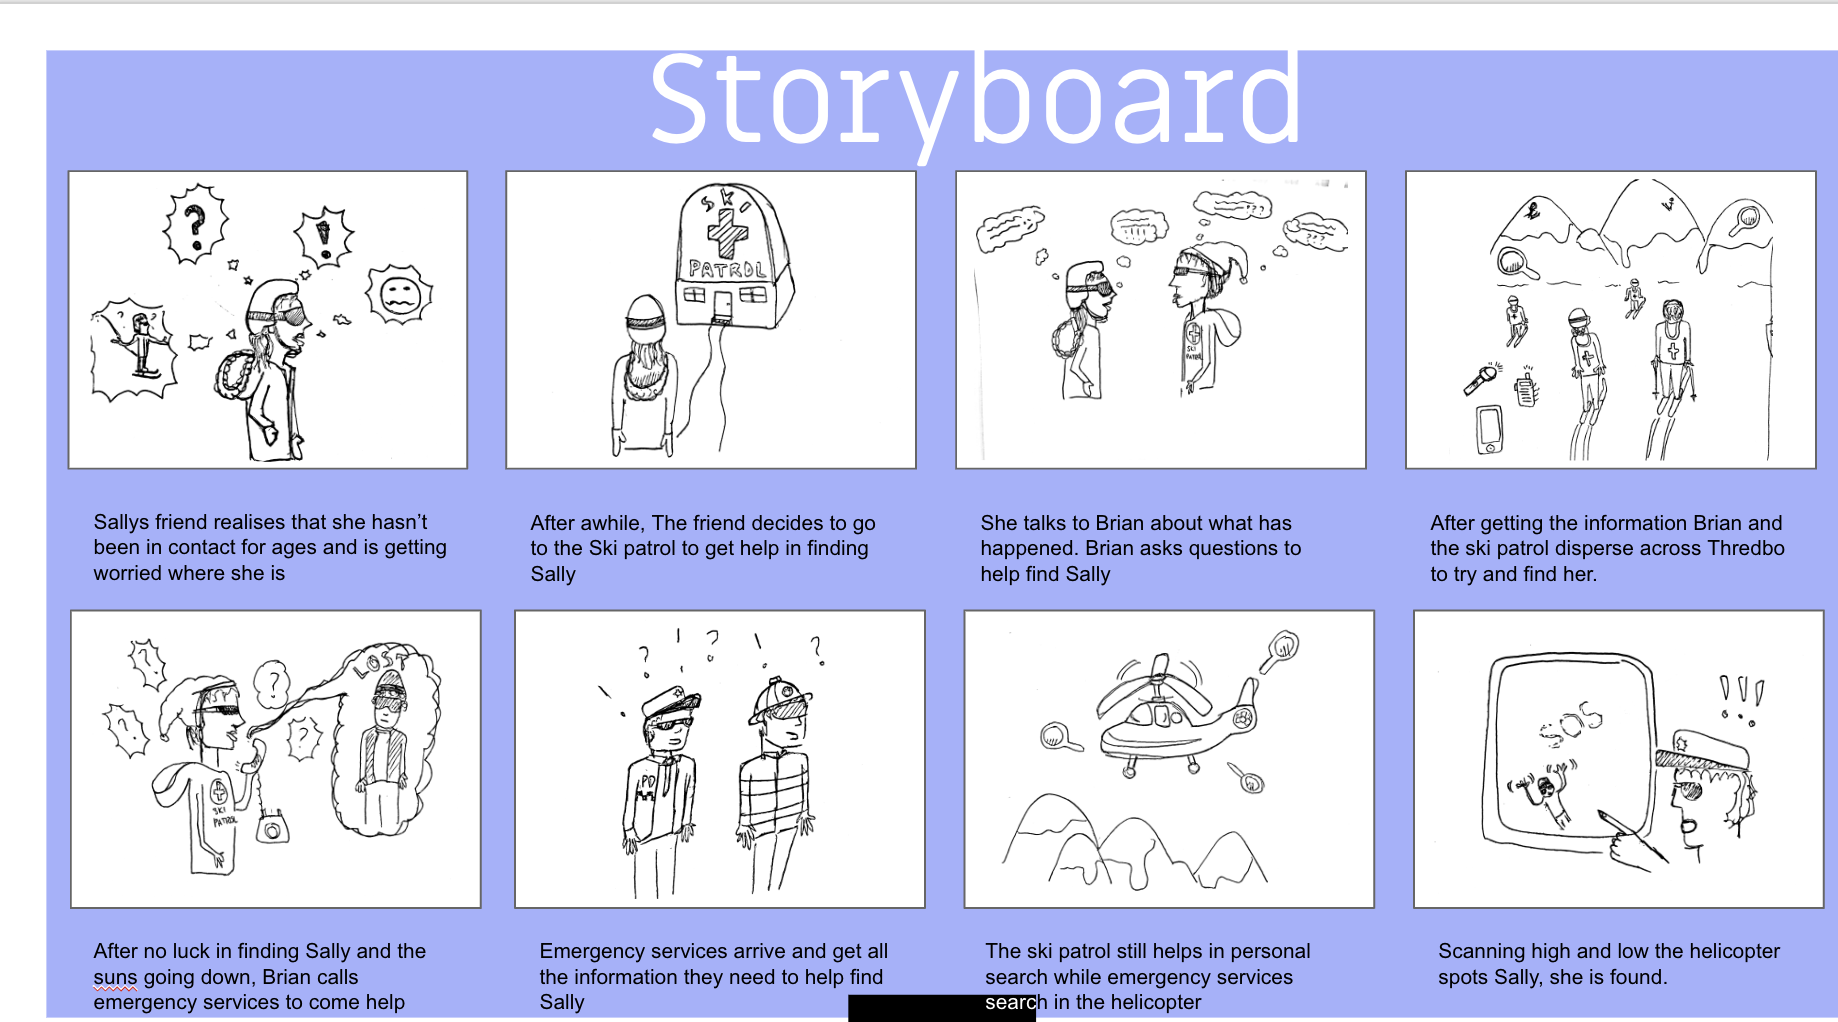 Storyboard
?
!
SKI
PATROL
SKI
PATROL
Sallys friend realises that she hasn't
been in contact for ages and is getting
worried where she is
After awhile, The friend decides to go
to the Ski patrol to get help in finding
Sally
She talks to Brian about what has
happened. Brian asks questions to
help find Sally
After getting the information Brian and
the ski patrol disperse across Thredbo
to try and find her.
?
?
?
?
LOST
SKI
PATROL
! ? ! ? ! ?
PO
SOS
!!!
After no luck in finding Sally and the
suns going down, Brian calls
emergency services to come help
Emergency services arrive and get all
the information they need to help find
Sally
The ski patrol still helps in personal
search while emergency services
search in the helicopter
Scanning high and low the helicopter
spots Sally, she is found.